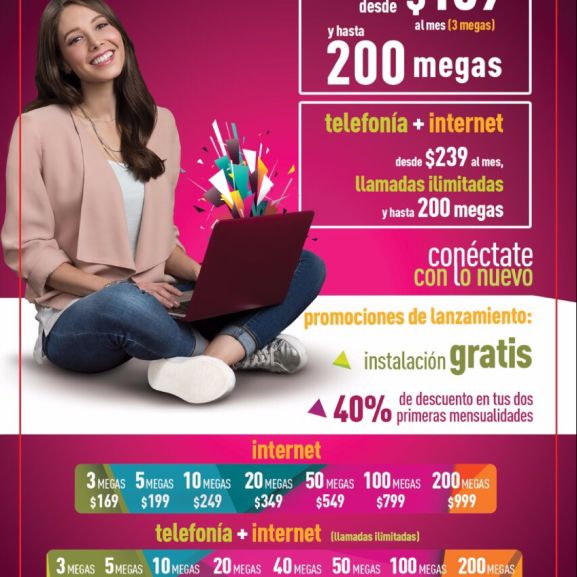 desde
al mes (3 megas)
y hasta
200 megas
telefonía + internet
desde $239 al mes,
llamadas ilimitadas
y hasta 200 megas
conéctate
con lo nuevo
promociones de lanzamiento:
instalación gratis
40% de descuento en tus dos
primeras mensualidades
internet
3 MEGAS 5 MEGAS 10 MEGAS 20 MEGAS 50 MEGAS 100 MEGAS 200 MEGAS
$169 $199 $249 $349 $549 $799 $999
telefonía + internet (llamadas ilimitadas)
3 MEGAS 5 MEGAS 10 MEGAS 20 MEGAS 40 MEGAS 50 MEGAS 100 MEGAS 200 MEGAS